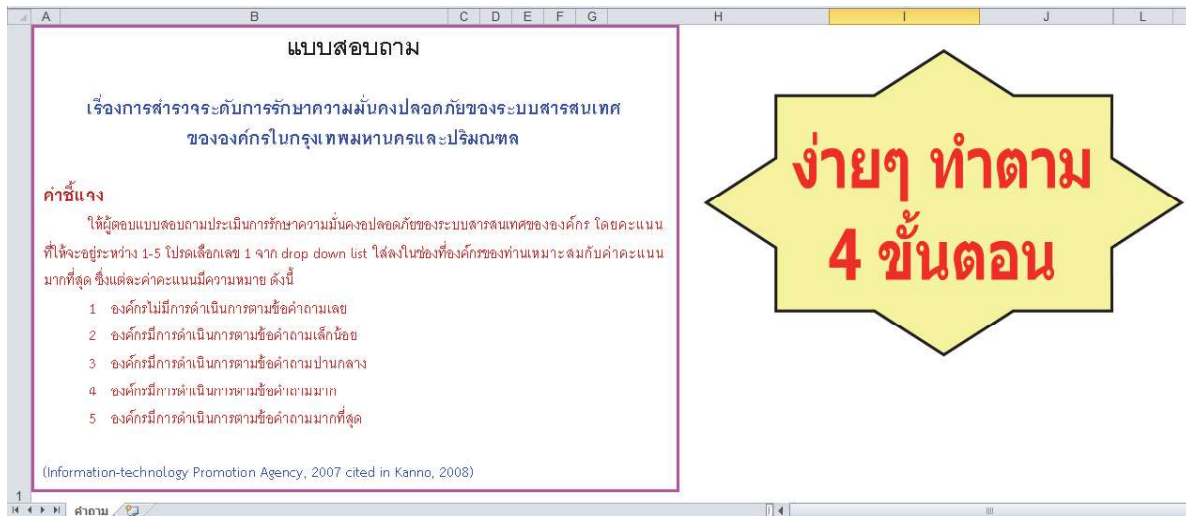 A B C D E F G H I J L
แบบสอบถาม
เรื่องการสำรวจระดับการรักษาความมั่นคงปลอดภัยของระบบสารสนเทศ
ขององค์กรในกรุงเทพมหานครและปริมณฑล
คำชี้แจง
ให้ผู้ตอบแบบสอบถามประเมินการรักษาความมั่นคงอปลอดภัยของระบบสารสนเทศขององค์กร โดยคะแนน
ที่ให้จะอยู่ระหว่าง 1-5 โปรดเลือกเลข 1 จาก drop down list ใส่ลงในช่องที่องค์กรของท่านเหมาะสมกับค่าคะแนน
มากที่สุด ซึ่งแต่ละค่าคะแนนมีความหมาย ดังนี้
1 องค์กรไม่มีการดำเนินการตามข้อคำถามเลย
2 องค์กรมีการดำเนินการตามข้อคำถามเล็กน้อย
3 องค์กรมีการดำเนินการตามข้อคำถามปานกลาง
4 องค์กรมีการดำเนินการตามข้อคำถามมาก
5 องค์กรมีการดำเนินการตามข้อคำถามมากที่สุด
(Information-technology Promotion Agency, 2007 cited in Kanno, 2008)
ง่ายๆ ทำตาม
4 ขั้นตอน
1
คำถาม